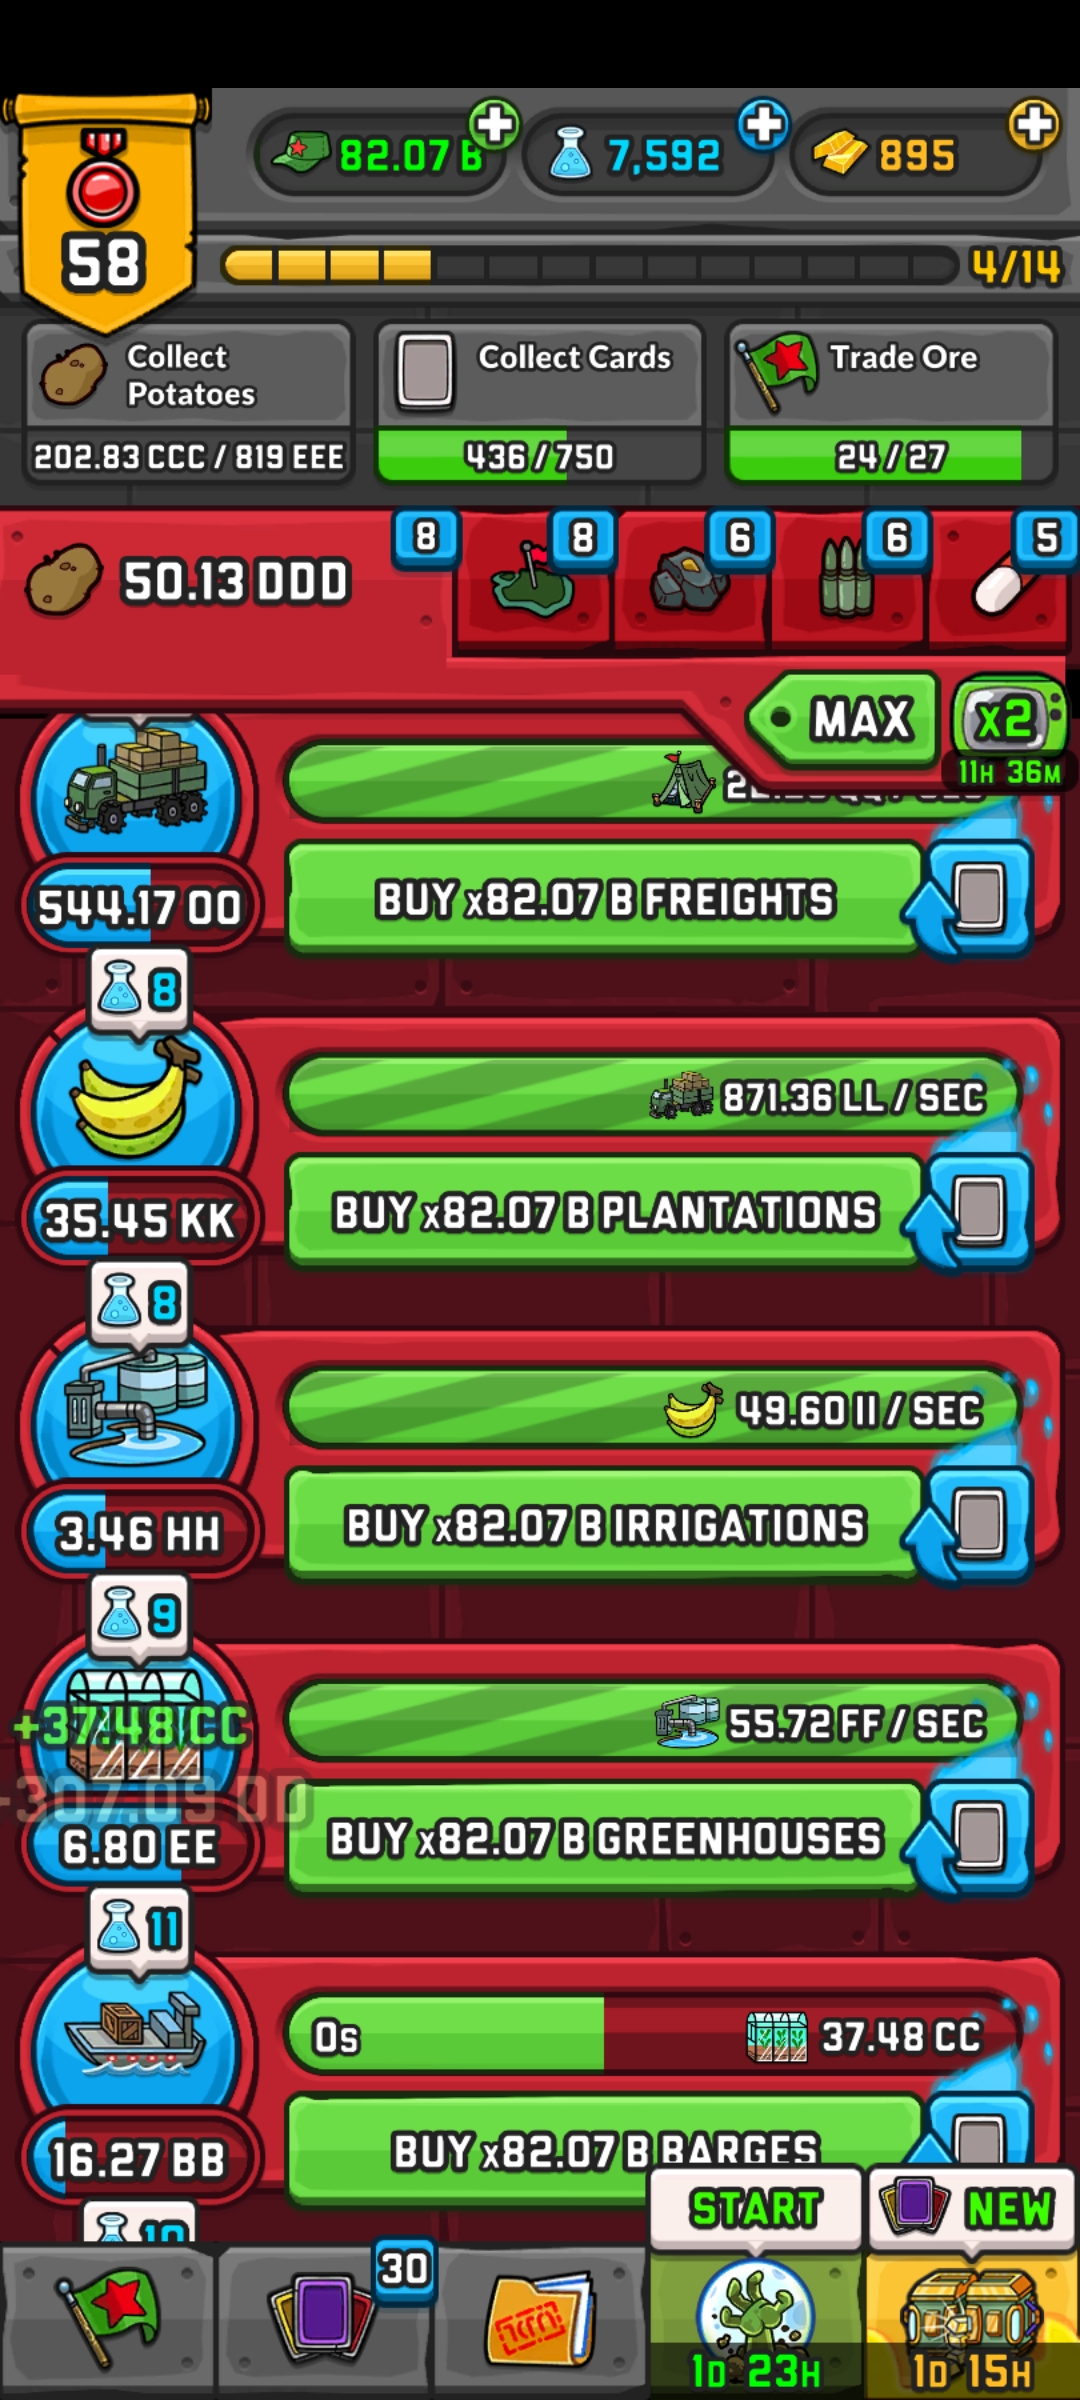 82.07 B
7,592
895
58
4/14
Collect
Potatoes
Collect Cards
Trade Ore
202.83 CCC / 819 EEE
436 / 750
24 / 27
8
8
6
6
5
50.13 DDD
MAX
x2
11H 36M
544.17 OO
BUY x82.07 B FREIGHTS
8
871.36 LL / SEC
35.45 KK
BUY x82.07 B PLANTATIONS
8
49.60 II / SEC
3.46 HH
BUY x82.07 B IRRIGATIONS
9
+37.48 CC
55.72 FF / SEC
6.80 EE
BUY x82.07 B GREENHOUSES
11
0s
37.48 CC
16.27 BB
BUY x82.07 B BARGES
START
NEW
10
30
1D 23H
1D 15H